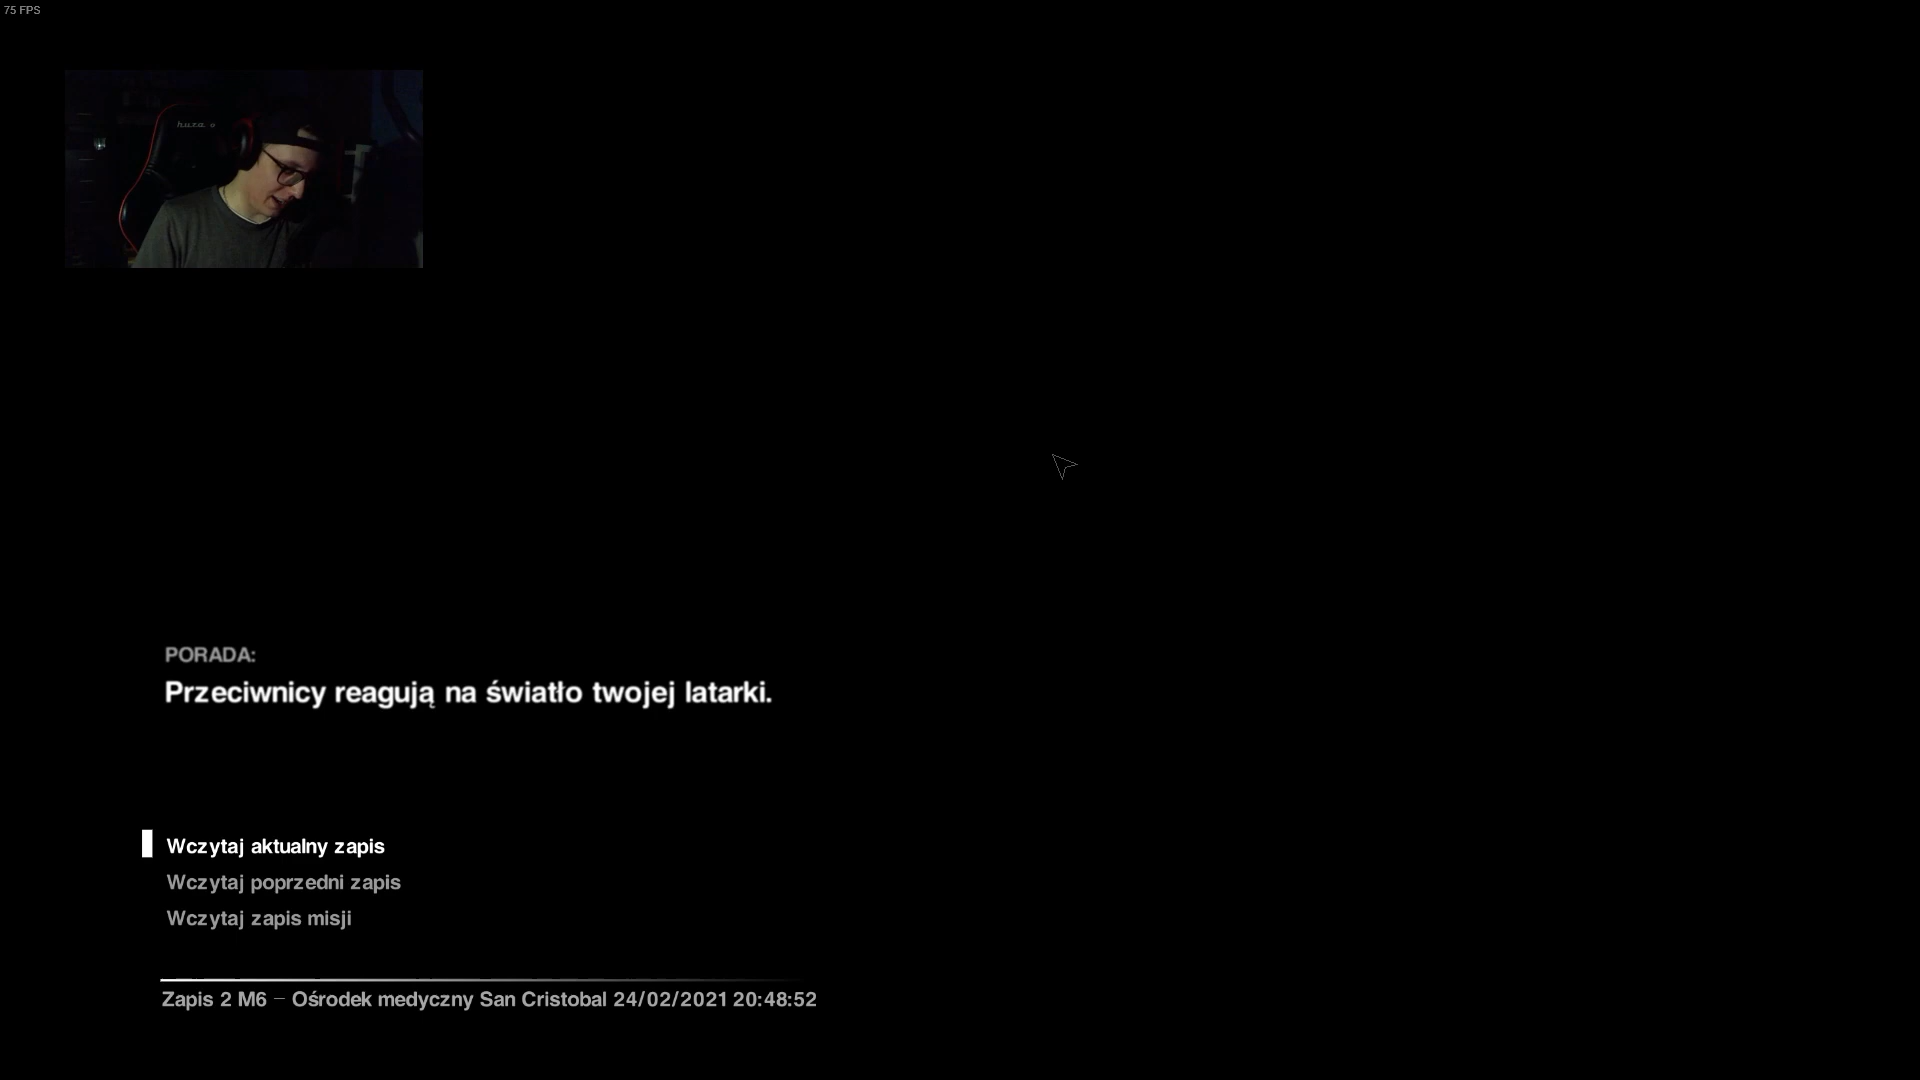 75 FPS
huzaro
PORADA:
Przeciwnicy reagują na światło twojej latarki.
Wczytaj aktualny zapis
Wczytaj poprzedni zapis
Wczytaj zapis misji
Zapis 2 M6 – Ośrodek medyczny San Cristobal 24/02/2021 20:48:52